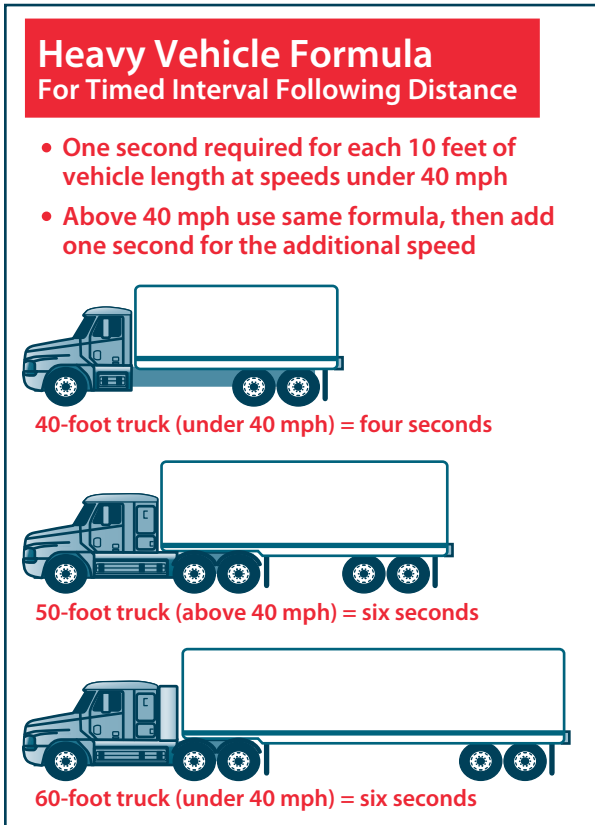 Heavy Vehicle Formula
For Timed Interval Following Distance
• One second required for each 10 feet of
vehicle length at speeds under 40 mph
• Above 40 mph use same formula, then add
one second for the additional speed
40-foot truck (under 40 mph) = four seconds
50-foot truck (above 40 mph) = six seconds
60-foot truck (under 40 mph) = six seconds